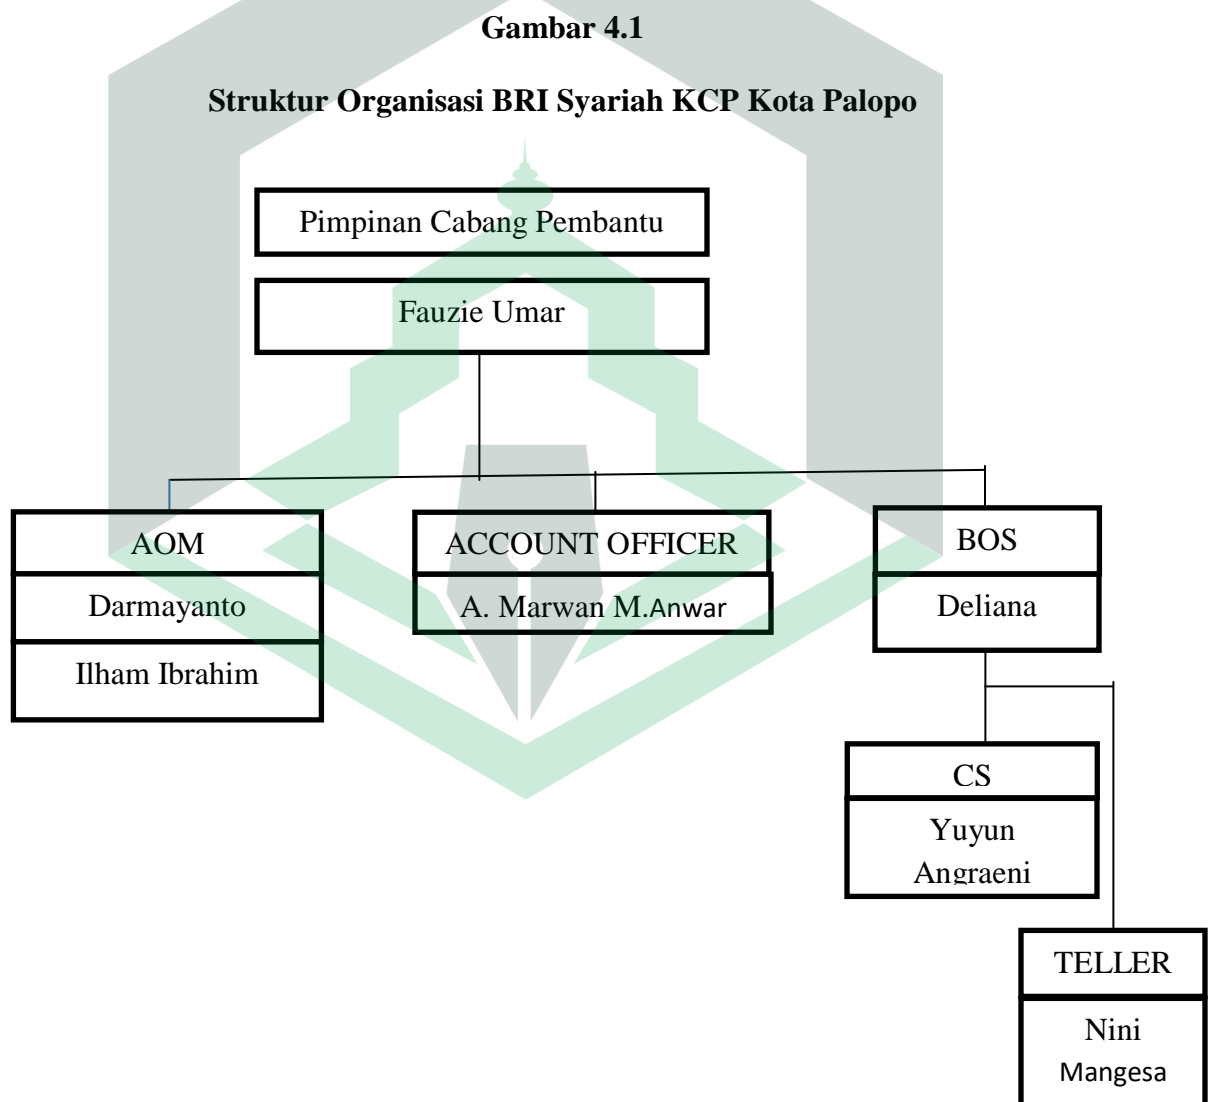 Gambar 4.1
Struktur Organisasi BRI Syariah KCP Kota Palopo
Pimpinan Cabang Pembantu
Fauzie Umar
AOM
Darmayanto
Ilham Ibrahim
ACCOUNT OFFICER
A. Marwan M.Anwar
BOS
Deliana
CS
Yuyun
Angraeni
TELLER
Nini
Mangesa